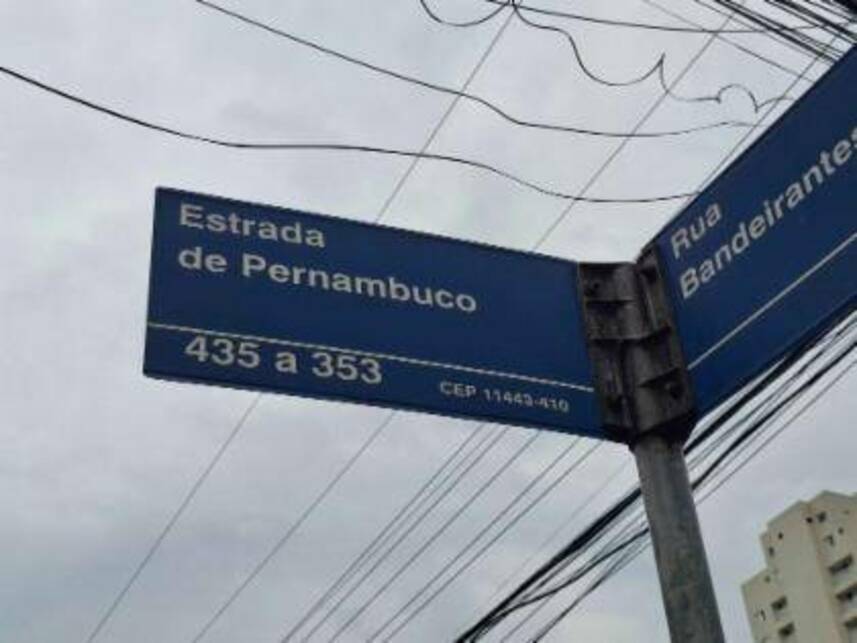 Estrada
de Pernambuco
435 a 353
CEP 11443-410
Rua
Bandeirantes